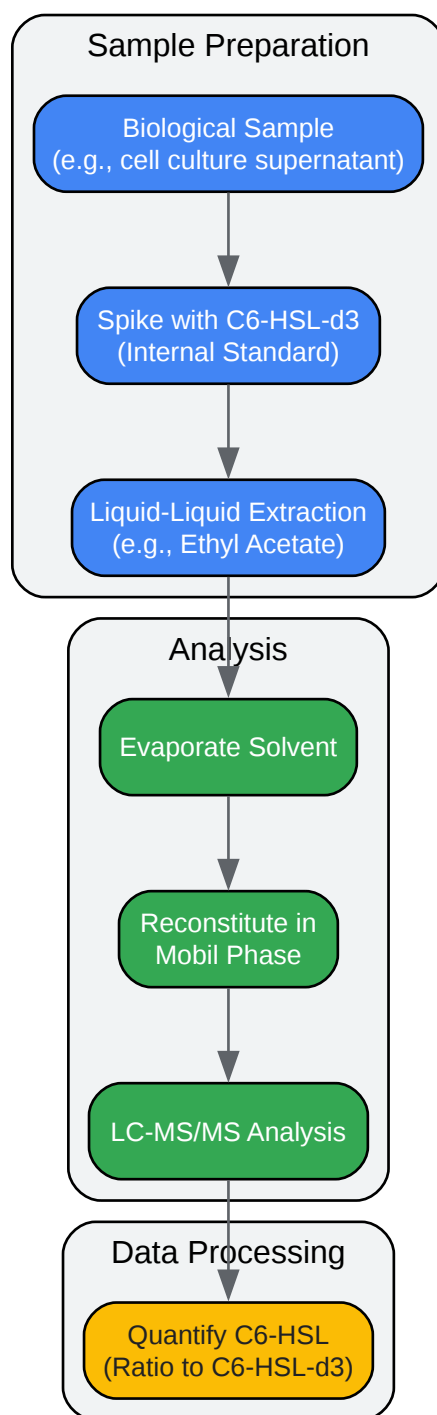 Sample Preparation
Biological Sample
(e.g., cell culture supernatant)
Spike with C6-HSL-d3
(Internal Standard)
Liquid-Liquid Extraction
(e.g., Ethyl Acetate)
Analysis
Evaporate Solvent
Reconstitute in
Mobil Phase
LC-MS/MS Analysis
Data Processing
Quantify C6-HSL
(Ratio to C6-HSL-d3)